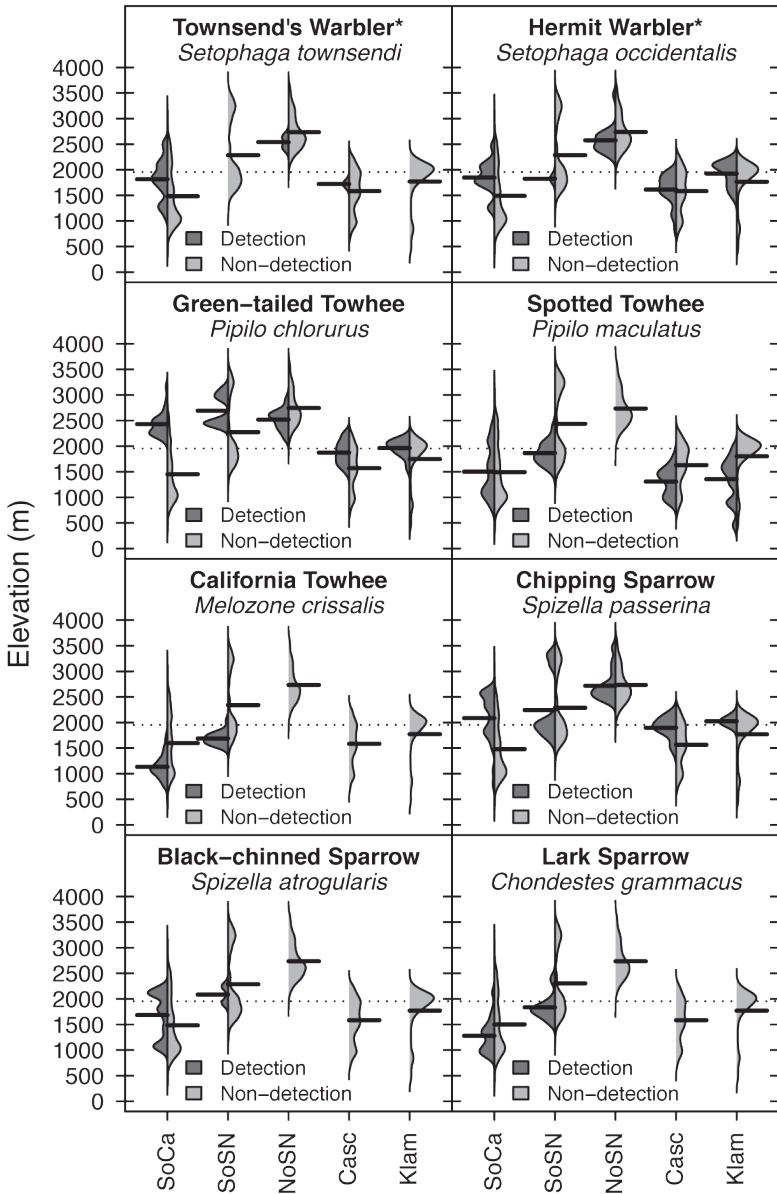 Townsend's Warbler*
Setophaga townsendi
Hermit Warbler*
Setophaga occidentalis
4000
3500
3000
2500
2000
1500
1000
500
0
Detection
Non−detection
Detection
Non−detection
Green−tailed Towhee
Pipilo chlorurus
Spotted Towhee
Pipilo maculatus
4000
3500
3000
2500
2000
1500
1000
500
0
Detection
Non−detection
Detection
Non−detection
Elevation (m)
California Towhee
Melozone crissalis
Chipping Sparrow
Spizella passerina
4000
3500
3000
2500
2000
1500
1000
500
0
Detection
Non−detection
Detection
Non−detection
Black−chinned Sparrow
Spizella atrogularis
Lark Sparrow
Chondestes grammacus
4000
3500
3000
2500
2000
1500
1000
500
0
Detection
Non−detection
Detection
Non−detection
SoCa
SoSN
NoSN
Casc
Klam
SoCa
SoSN
NoSN
Casc
Klam